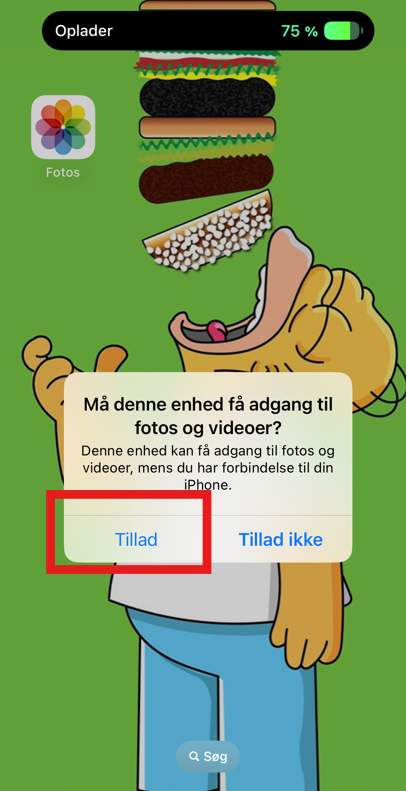 Oplader 75 %
Fotos
Må denne enhed få adgang til
fotos og videoer?
Denne enhed kan få adgang til fotos og
videoer, mens du har forbindelse til din
iPhone.
Tillad Tillad ikke
Søg